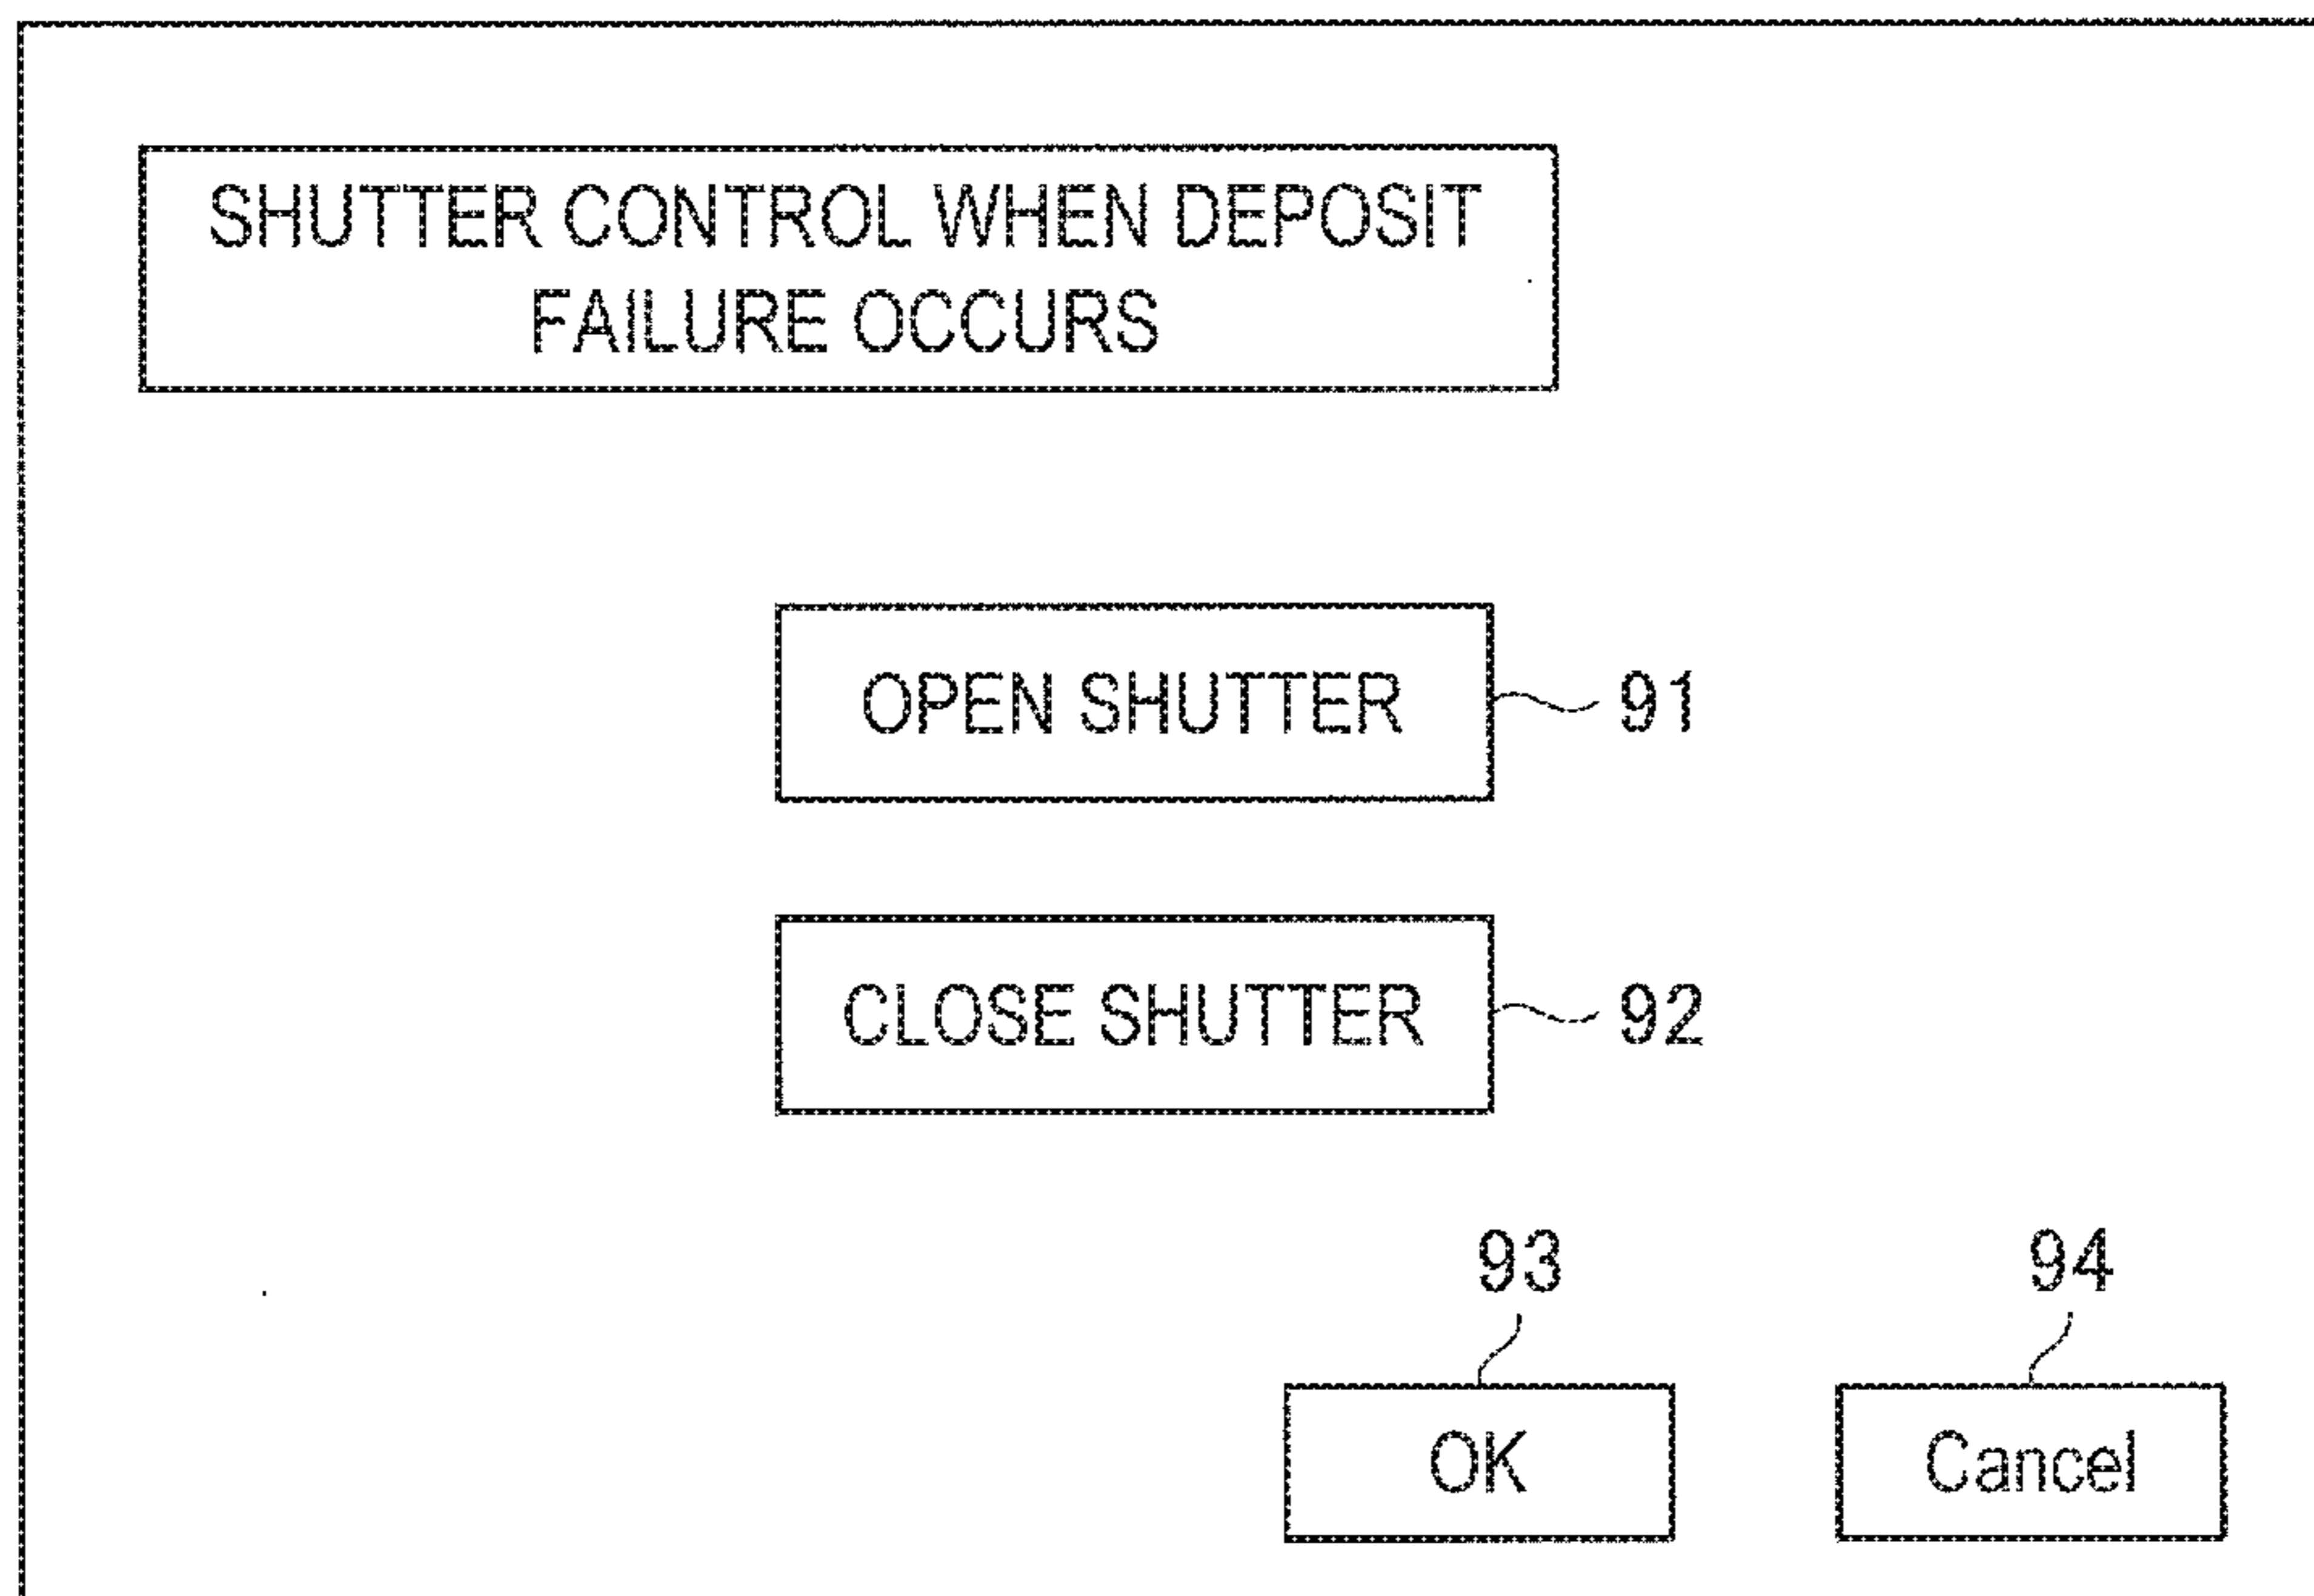 SHUTTER CONTROL WHEN DEPOSIT
FAILURE OCCURS
OPEN SHUTTER 91
CLOSE SHUTTER 92
93 94
OK Cancel